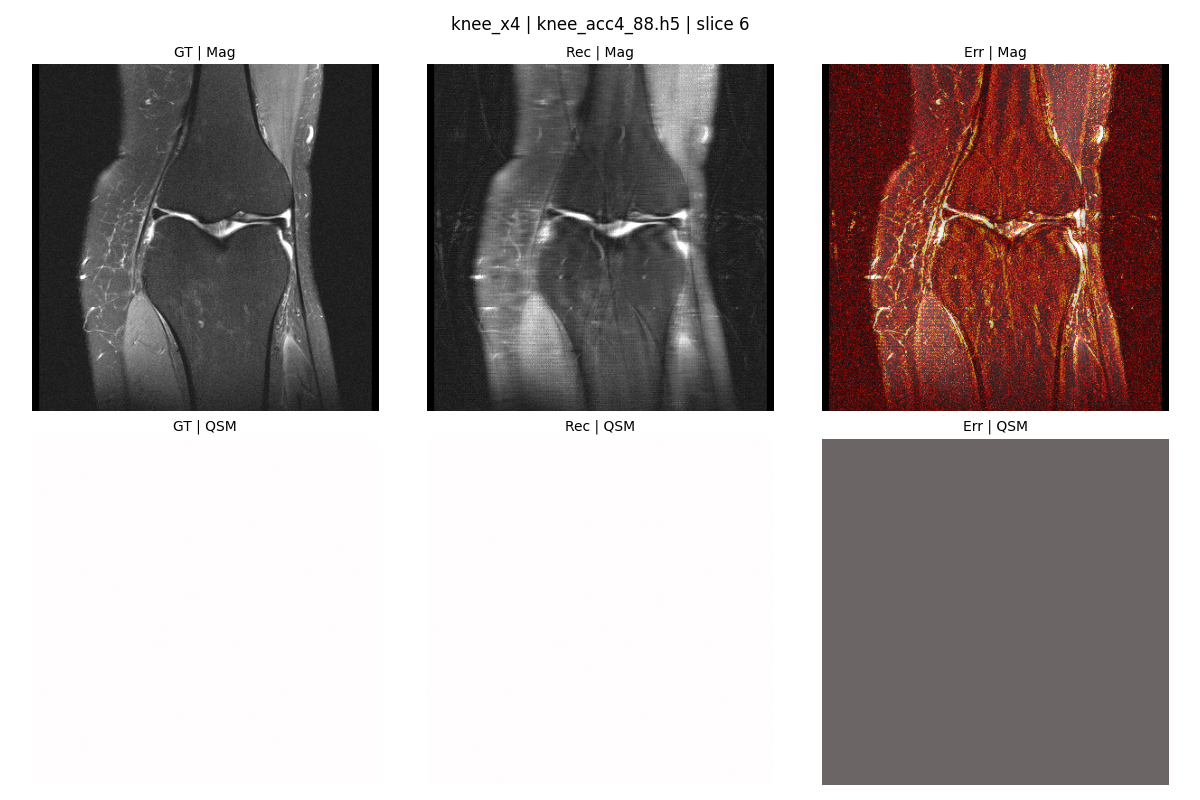 knee_x4 | knee_acc4_88.h5 | slice 6
GT | Mag
Rec | Mag
Err | Mag
GT | QSM
Rec | QSM
Err | QSM